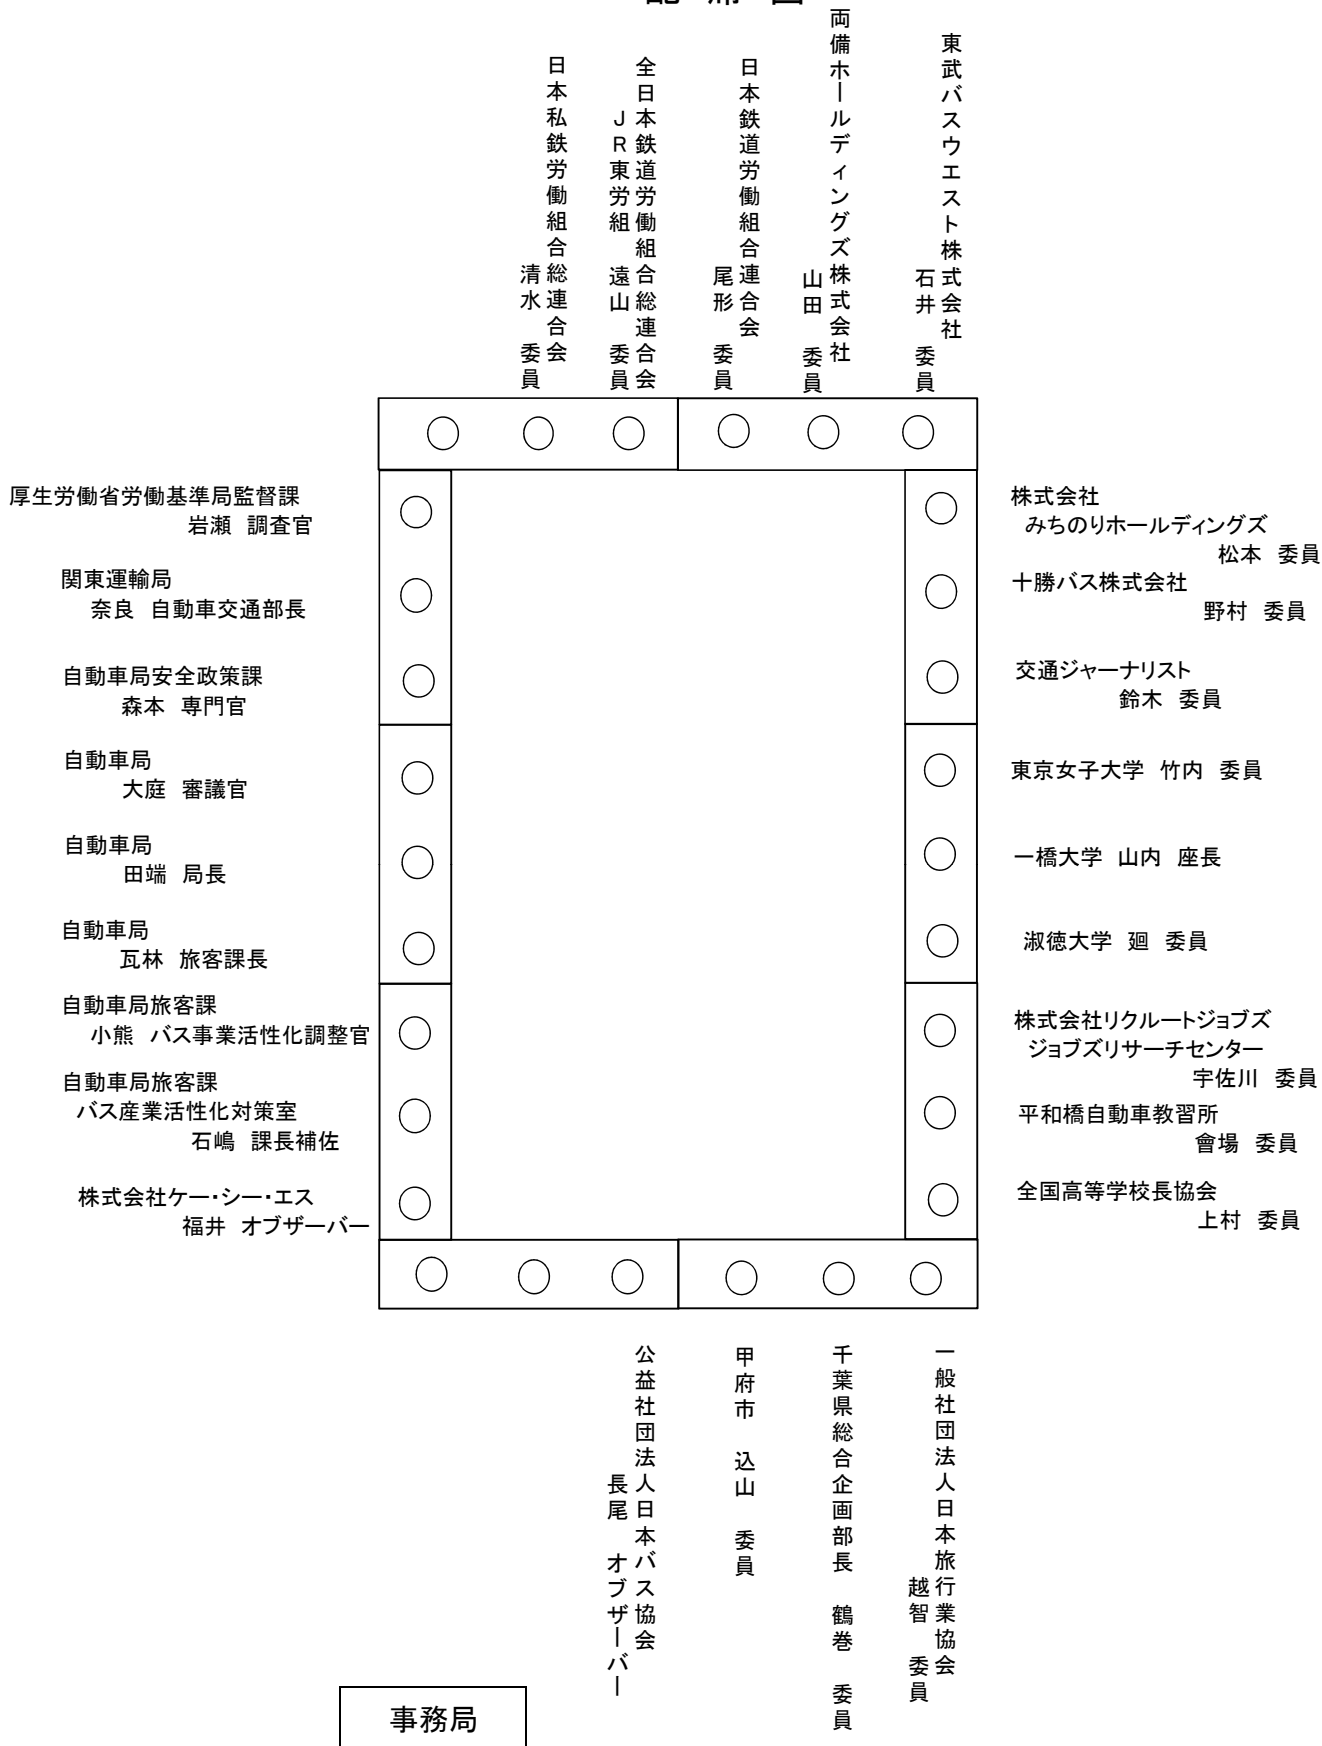 配 席 図
日本私鉄労働組合総連合会
清水 委員
全日本鉄道労働組合総連合会
JR東労組 遠山 委員
日本鉄道労働組合連合会
尾形 委員
両備ホールディングズ株式会社
山田 委員
東武バスウエスト株式会社
石井 委員
厚生労働省労働基準局監督課
岩瀬 調査官
関東運輸局
奈良 自動車交通部長
自動車局安全政策課
森本 専門官
自動車局
大庭 審議官
自動車局
田端 局長
自動車局
瓦林 旅客課長
自動車局旅客課
小熊 バス事業活性化調整官
自動車局旅客課
バス産業活性化対策室
石嶋 課長補佐
株式会社ケー・シー・エス
福井 オブザーバー
株式会社
みちのりホールディングズ
松本 委員
十勝バス株式会社
野村 委員
交通ジャーナリスト
鈴木 委員
東京女子大学 竹内 委員
一橋大学 山内 座長
淑徳大学 廻 委員
株式会社リクルートジョブズ
ジョブズリサーチセンター
宇佐川 委員
平和橋自動車教習所
會場 委員
全国高等学校長協会
上村 委員
公益社団法人日本バス協会
長尾 オブザーバー
甲府市 込山 委員
千葉県総合企画部長 鶴巻 委員
一般社団法人日本旅行業協会
越智 委員
事務局